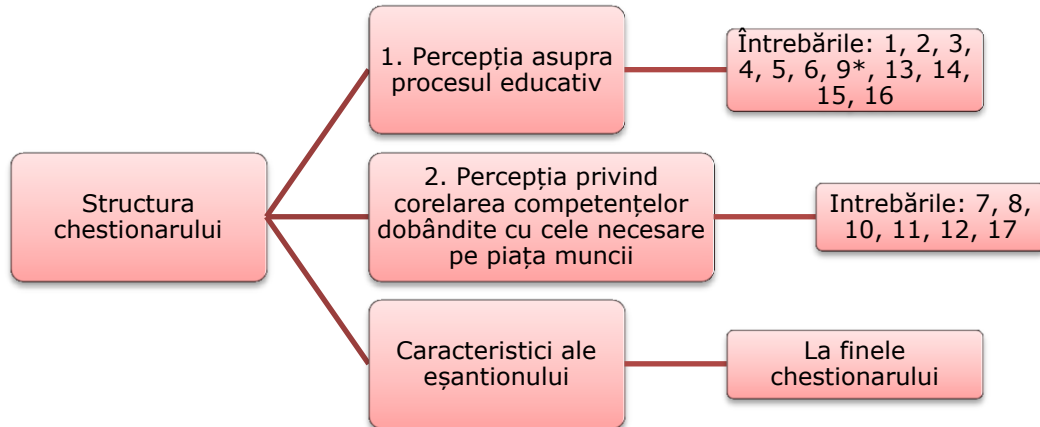 Structura
chestionarului
1. Percepția asupra
procesul educativ
Întrebările: 1, 2, 3,
4, 5, 6, 9*, 13, 14,
15, 16
2. Percepția privind
corelarea competențelor
dobândite cu cele necesare
pe piața muncii
Intrebările: 7, 8,
10, 11, 12, 17
Caracteristici ale
eșantionului
La finele
chestionarului